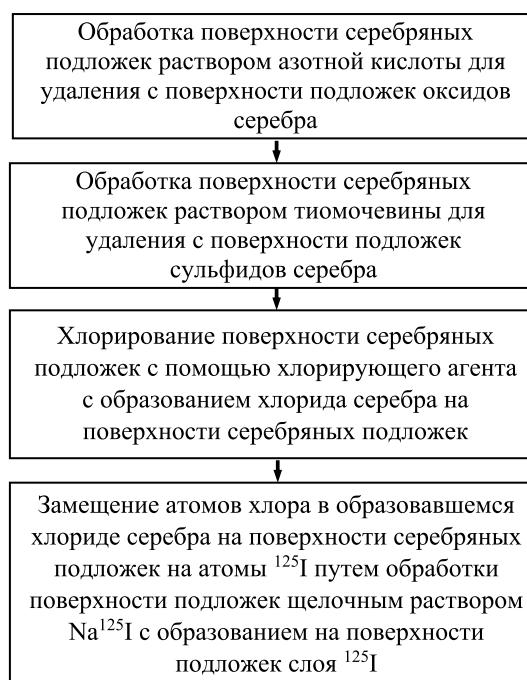 Обработка поверхности серебряных
подложек раствором азотной кислоты для
удаления с поверхности подложек оксидов
серебра
Обработка поверхности серебряных
подложек раствором тиомочевины для
удаления с поверхности подложек
сульфидов серебра
Хлорирование поверхности серебряных
подложек с помощью хлорирующего агента
с образованием хлорида серебра на
поверхности серебряных подложек
Замещение атомов хлора в образовавшемся
хлориде серебра на поверхности серебряных
подложек на атомы ¹²⁵I путем обработки
поверхности подложек щелочным раствором
Na¹²⁵I с образованием на поверхности
подложек слоя ¹²⁵I